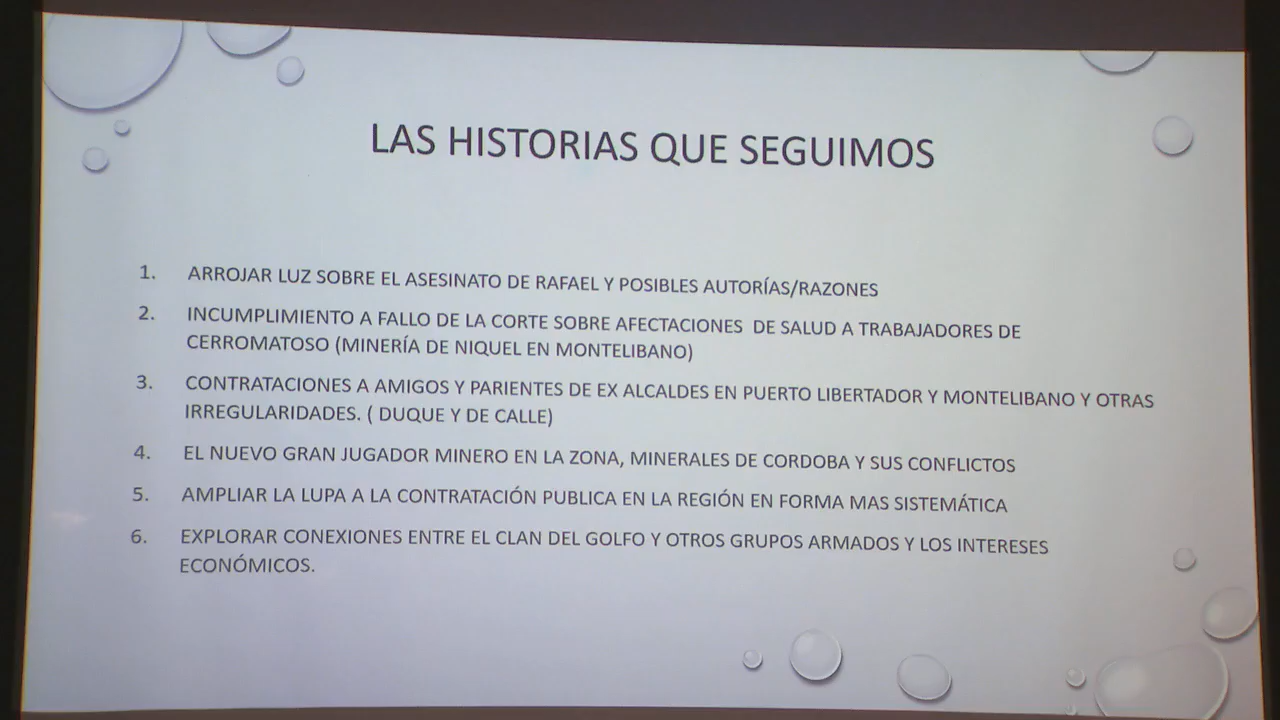 LAS HISTORIAS QUE SEGUIMOS
1. ARROJAR LUZ SOBRE EL ASESINATO DE RAFAEL Y POSIBLES AUTORÍAS/RAZONES
2. INCUMPLIMIENTO A FALLO DE LA CORTE SOBRE AFECTACIONES DE SALUD A TRABAJADORES DE
CERROMATOSO (MINERÍA DE NIQUEL EN MONTELIBANO)
3. CONTRATACIONES A AMIGOS Y PARIENTES DE EX ALCALDES EN PUERTO LIBERTADOR Y MONTELIBANO Y OTRAS
IRREGULARIDADES. ( DUQUE Y DE CALLE)
4. EL NUEVO GRAN JUGADOR MINERO EN LA ZONA, MINERALES DE CORDOBA Y SUS CONFLICTOS
5. AMPLIAR LA LUPA A LA CONTRATACIÓN PUBLICA EN LA REGIÓN EN FORMA MAS SISTEMÁTICA
6. EXPLORAR CONEXIONES ENTRE EL CLAN DEL GOLFO Y OTROS GRUPOS ARMADOS Y LOS INTERESES
ECONÓMICOS.